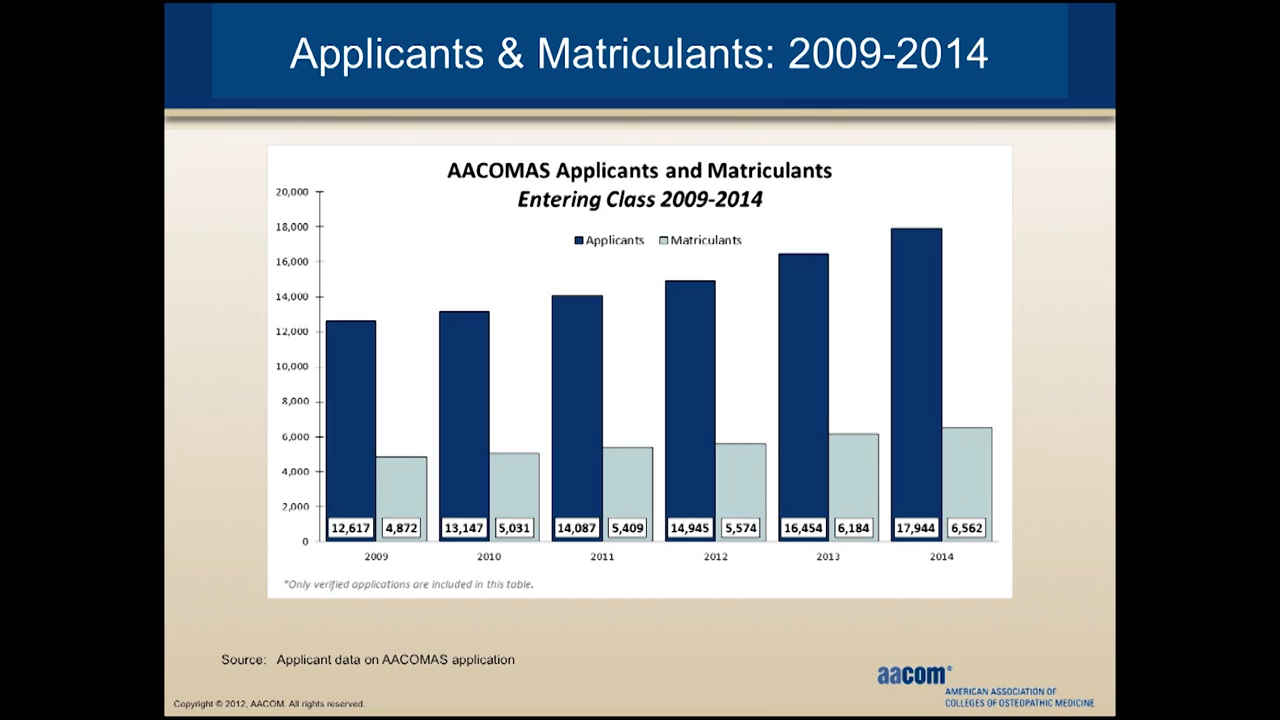 Applicants & Matriculants: 2009-2014
AACOMAS Applicants and Matriculants
Entering Class 2009-2014
Applicants Matriculants
20,000
18,000
16,000
14,000
12,000
10,000
8,000
6,000
4,000
2,000
0
12,617 4,872 13,147 5,031 14,087 5,409 14,945 5,574 16,454 6,184 17,944 6,562
2009 2010 2011 2012 2013 2014
*Only verified applications are included in this table.
Source: Applicant data on AACOMAS application
aacom®
AMERICAN ASSOCIATION OF
COLLEGES OF OSTEOPATHIC MEDICINE
Copyright © 2012, AACOM. All rights reserved.